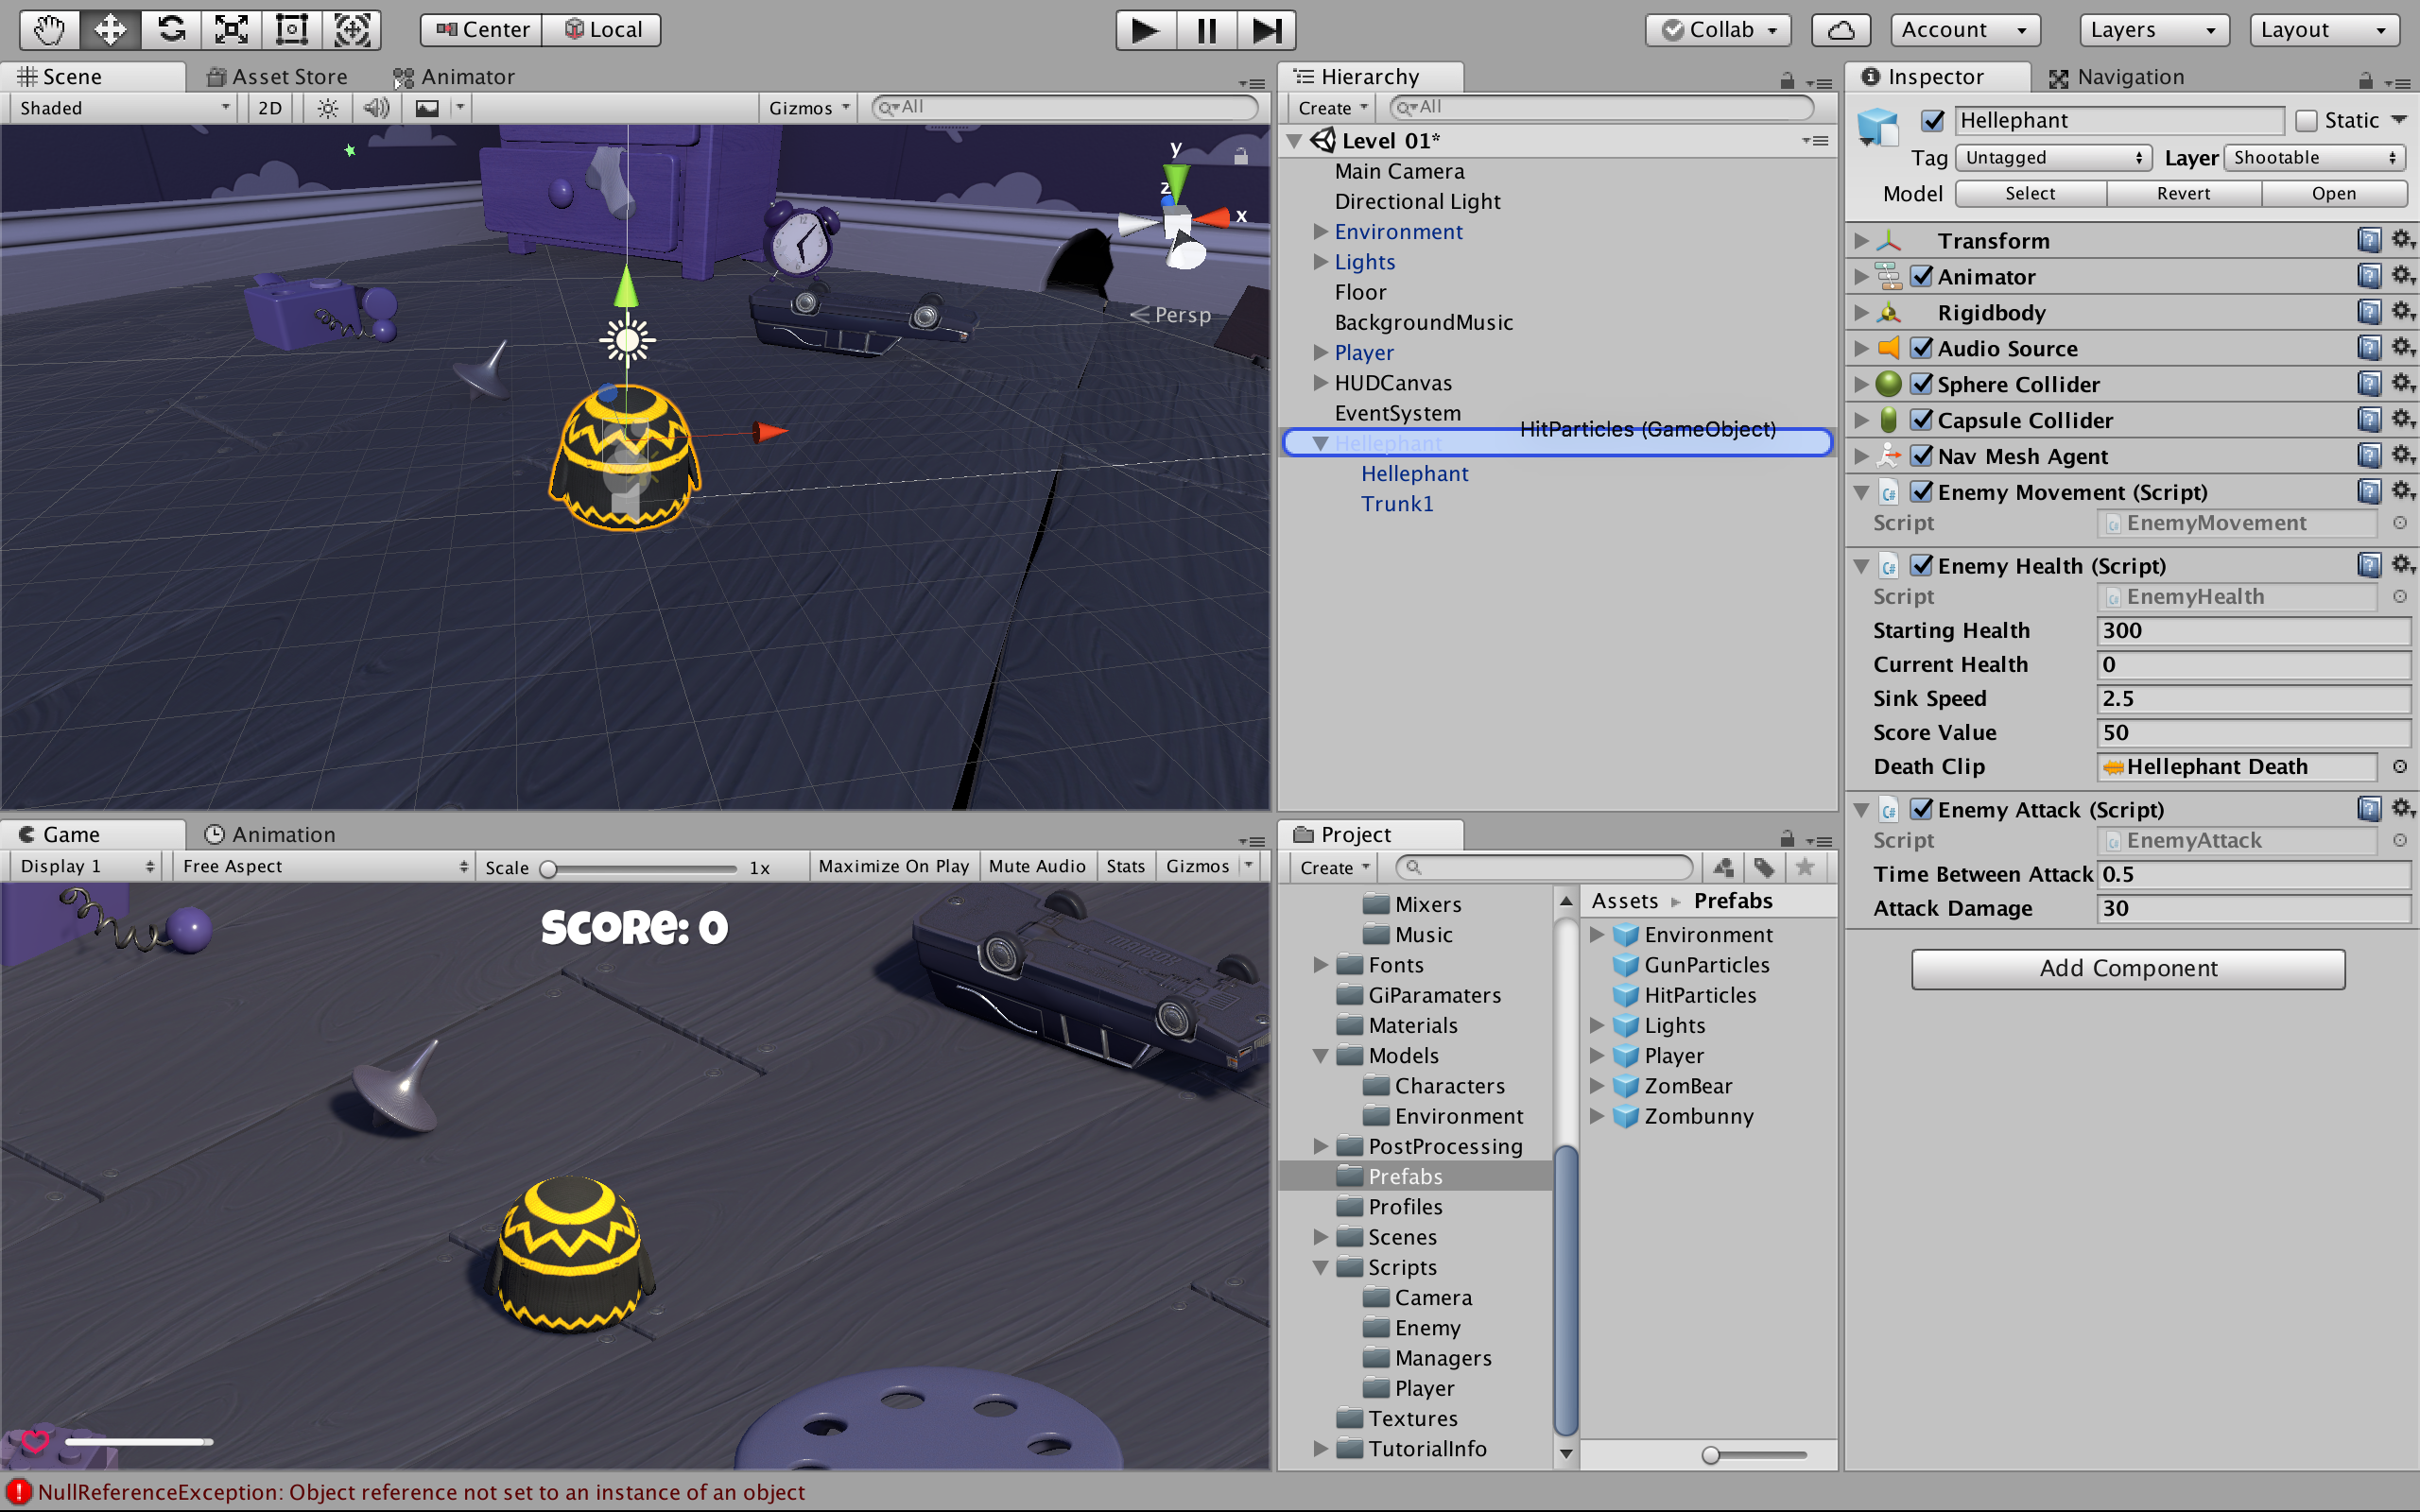 Center Local Collab Account Layers Layout
Scene Asset Store Animator
Shaded 2D Gizmos All
y
z
x
Persp
Hierarchy
Create All
Level 01*
Main Camera
Directional Light
Environment
Lights
Floor
BackgroundMusic
Player
HUDCanvas
EventSystem
HitParticles (GameObject)
Hellephant
Hellephant
Trunk1
Inspector Navigation
Hellephant Static
Tag Untagged Layer Shootable
Model Select Revert Open
Transform
Animator
Rigidbody
Audio Source
Sphere Collider
Capsule Collider
Nav Mesh Agent
Enemy Movement (Script)
Script EnemyMovement
Enemy Health (Script)
Script EnemyHealth
Starting Health 300
Current Health 0
Sink Speed 2.5
Score Value 50
Death Clip Hellephant Death
Enemy Attack (Script)
Script EnemyAttack
Time Between Attack 0.5
Attack Damage 30
Add Component
Game Animation
Display 1 Free Aspect Scale 1x Maximize On Play Mute Audio Stats Gizmos
SCORE: 0
Project
Create
Mixers
Music
Fonts
GiParamaters
Materials
Models
Characters
Environment
PostProcessing
Prefabs
Profiles
Scenes
Scripts
Camera
Enemy
Managers
Player
Textures
TutorialInfo
Assets Prefabs
Environment
GunParticles
HitParticles
Lights
Player
ZomBear
Zombunny
NullReferenceException: Object reference not set to an instance of an object